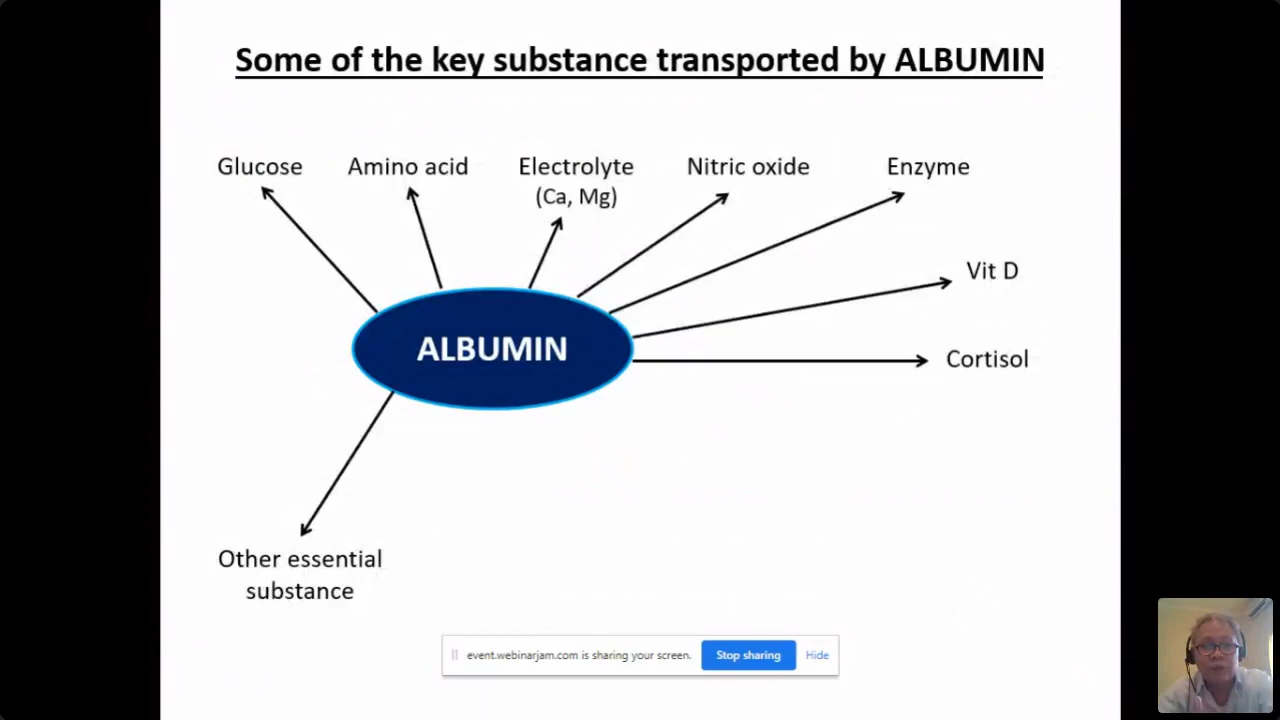 Some of the key substance transported by ALBUMIN
Glucose
Amino acid
Electrolyte
(Ca, Mg)
Nitric oxide
Enzyme
Vit D
ALBUMIN
Cortisol
Other essential
substance
event.webinarjam.com is sharing your screen.
Stop sharing
Hide